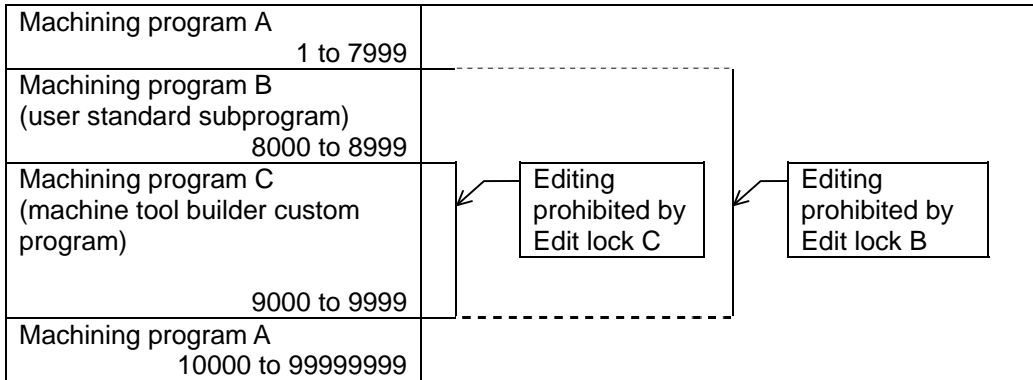 Machining program A
1 to 7999
Machining program B
(user standard subprogram)
8000 to 8999
Machining program C
(machine tool builder custom
program)
9000 to 9999
Machining program A
10000 to 99999999
Editing
prohibited by
Edit lock C
Editing
prohibited by
Edit lock B